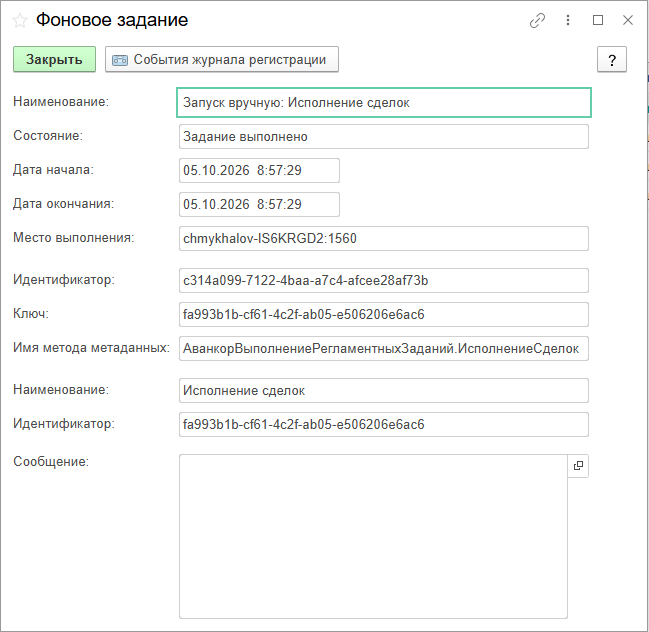 Фоновое задание
Закрыть
События журнала регистрации
?
Наименование: Запуск вручную: Исполнение сделок
Состояние: Задание выполнено
Дата начала: 05.10.2026 8:57:29
Дата окончания: 05.10.2026 8:57:29
Место выполнения: chmykhalov-IS6KRGD2:1560
Идентификатор: c314a099-7122-4baa-a7c4-afcee28af73b
Ключ: fa993b1b-cf61-4c2f-ab05-e506206e6ac6
Имя метода метаданных: АванкорВыполнениеРегламентныхЗаданий.ИсполнениеСделок
Наименование: Исполнение сделок
Идентификатор: fa993b1b-cf61-4c2f-ab05-e506206e6ac6
Сообщение: